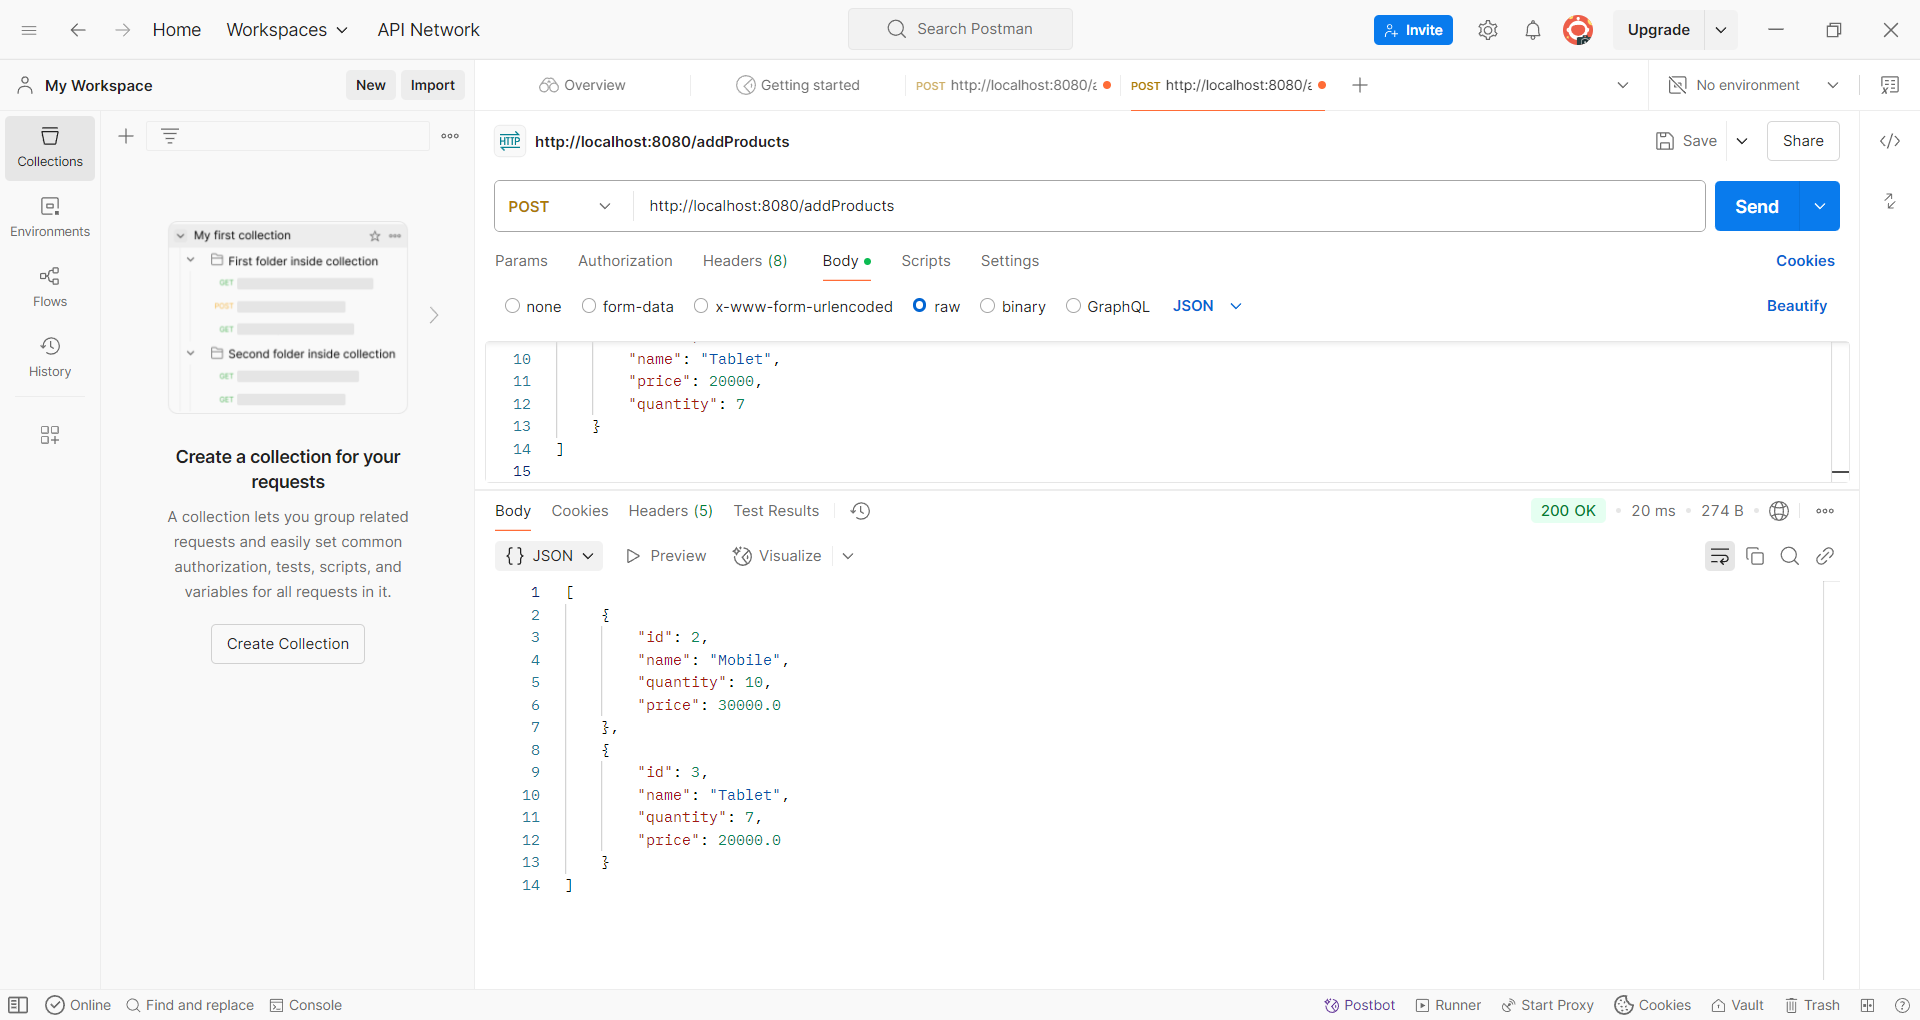 Home
Workspaces
API Network
Search Postman
Invite
Upgrade
My Workspace
New
Import
Overview
Getting started
POST http://localhost:8080/a
POST http://localhost:8080/a
No environment
Collections
Environments
Flows
History
My first collection
First folder inside collection
GET
POST
GET
Second folder inside collection
GET
GET
Create a collection for your
requests
A collection lets you group related
requests and easily set common
authorization, tests, scripts, and
variables for all requests in it.
Create Collection
HTTP http://localhost:8080/addProducts
Save
Share
POST http://localhost:8080/addProducts
Send
Params Authorization Headers (8) Body Scripts Settings
Cookies
none form-data x-www-form-urlencoded raw binary GraphQL JSON
Beautify
10 "name": "Tablet",
11 "price": 20000,
12 "quantity": 7
13 }
14 ]
15
Body Cookies Headers (5) Test Results
200 OK • 20 ms • 274 B
{} JSON Preview Visualize
1 [
2 {
3 "id": 2,
4 "name": "Mobile",
5 "quantity": 10,
6 "price": 30000.0
7 },
8 {
9 "id": 3,
10 "name": "Tablet",
11 "quantity": 7,
12 "price": 20000.0
13 }
14 ]
Online Find and replace Console
Postbot Runner Start Proxy Cookies Vault Trash